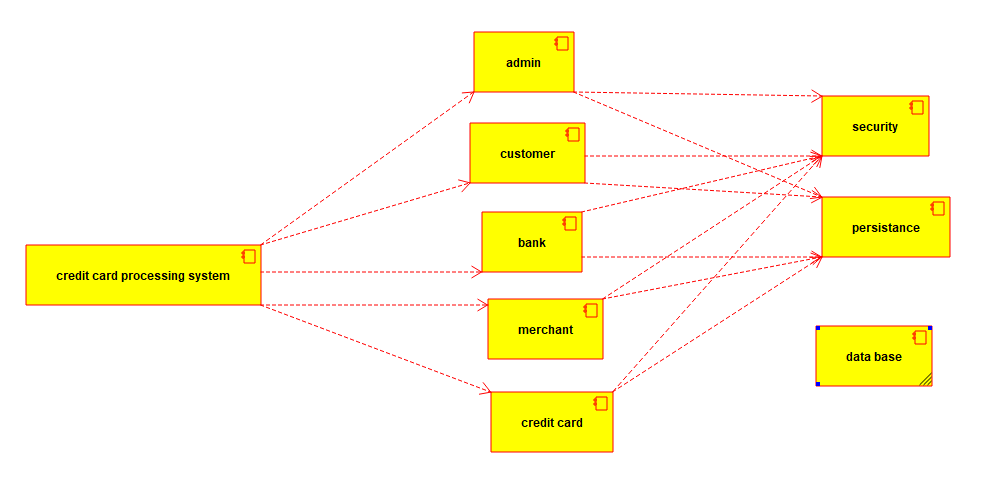 admin
customer
bank
credit card processing system
merchant
credit card
security
persistance
data base